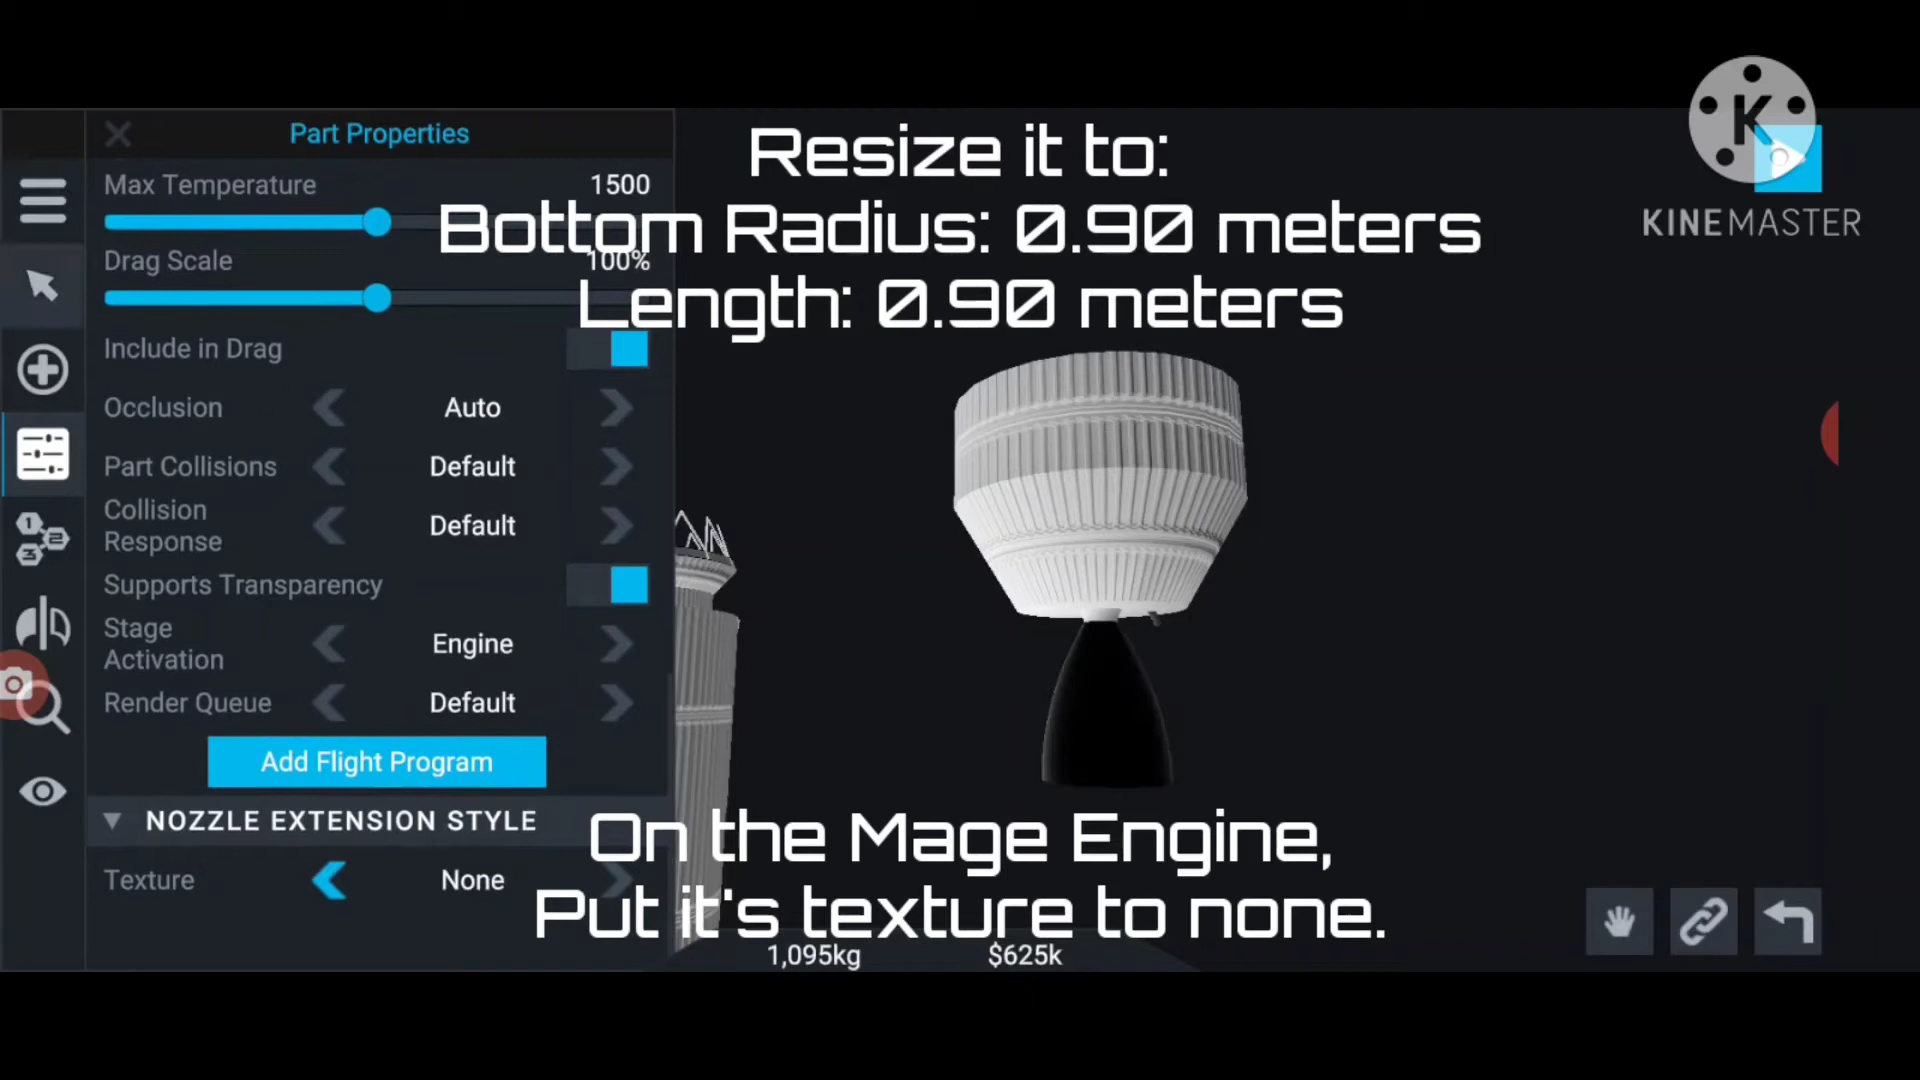 Part Properties
Max Temperature 1500
Drag Scale 100%
Include in Drag
Occlusion Auto
Part Collisions Default
Collision
Response Default
Supports Transparency
Stage
Activation Engine
Render Queue Default
Add Flight Program
NOZZLE EXTENSION STYLE
Texture None
1
2
3
Resize it to:
Bottom Radius: 0.90 meters
Length: 0.90 meters
K
KINEMASTER
On the Mage Engine,
Put it's texture to none.
1,095kg $625k